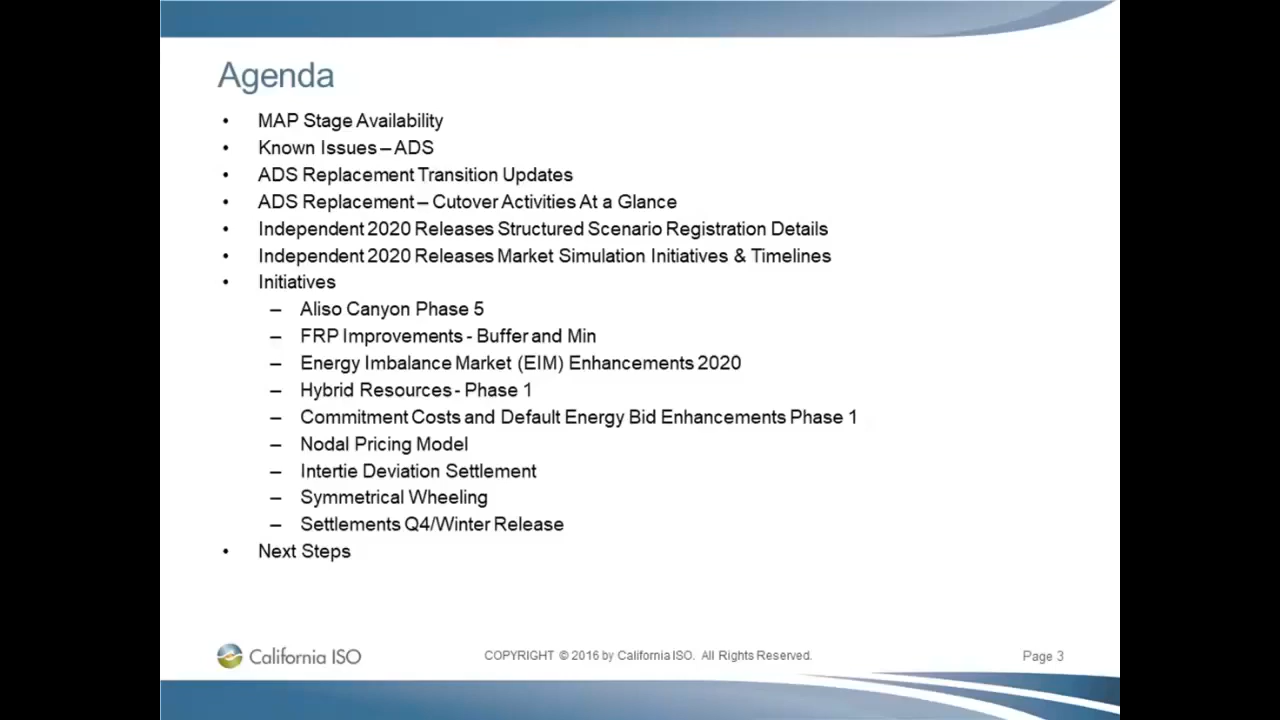 Agenda
• MAP Stage Availability
• Known Issues – ADS
• ADS Replacement Transition Updates
• ADS Replacement – Cutover Activities At a Glance
• Independent 2020 Releases Structured Scenario Registration Details
• Independent 2020 Releases Market Simulation Initiatives & Timelines
• Initiatives
– Aliso Canyon Phase 5
– FRP Improvements - Buffer and Min
– Energy Imbalance Market (EIM) Enhancements 2020
– Hybrid Resources - Phase 1
– Commitment Costs and Default Energy Bid Enhancements Phase 1
– Nodal Pricing Model
– Intertie Deviation Settlement
– Symmetrical Wheeling
– Settlements Q4/Winter Release
• Next Steps
California ISO
COPYRIGHT © 2016 by California ISO. All Rights Reserved.
Page 3